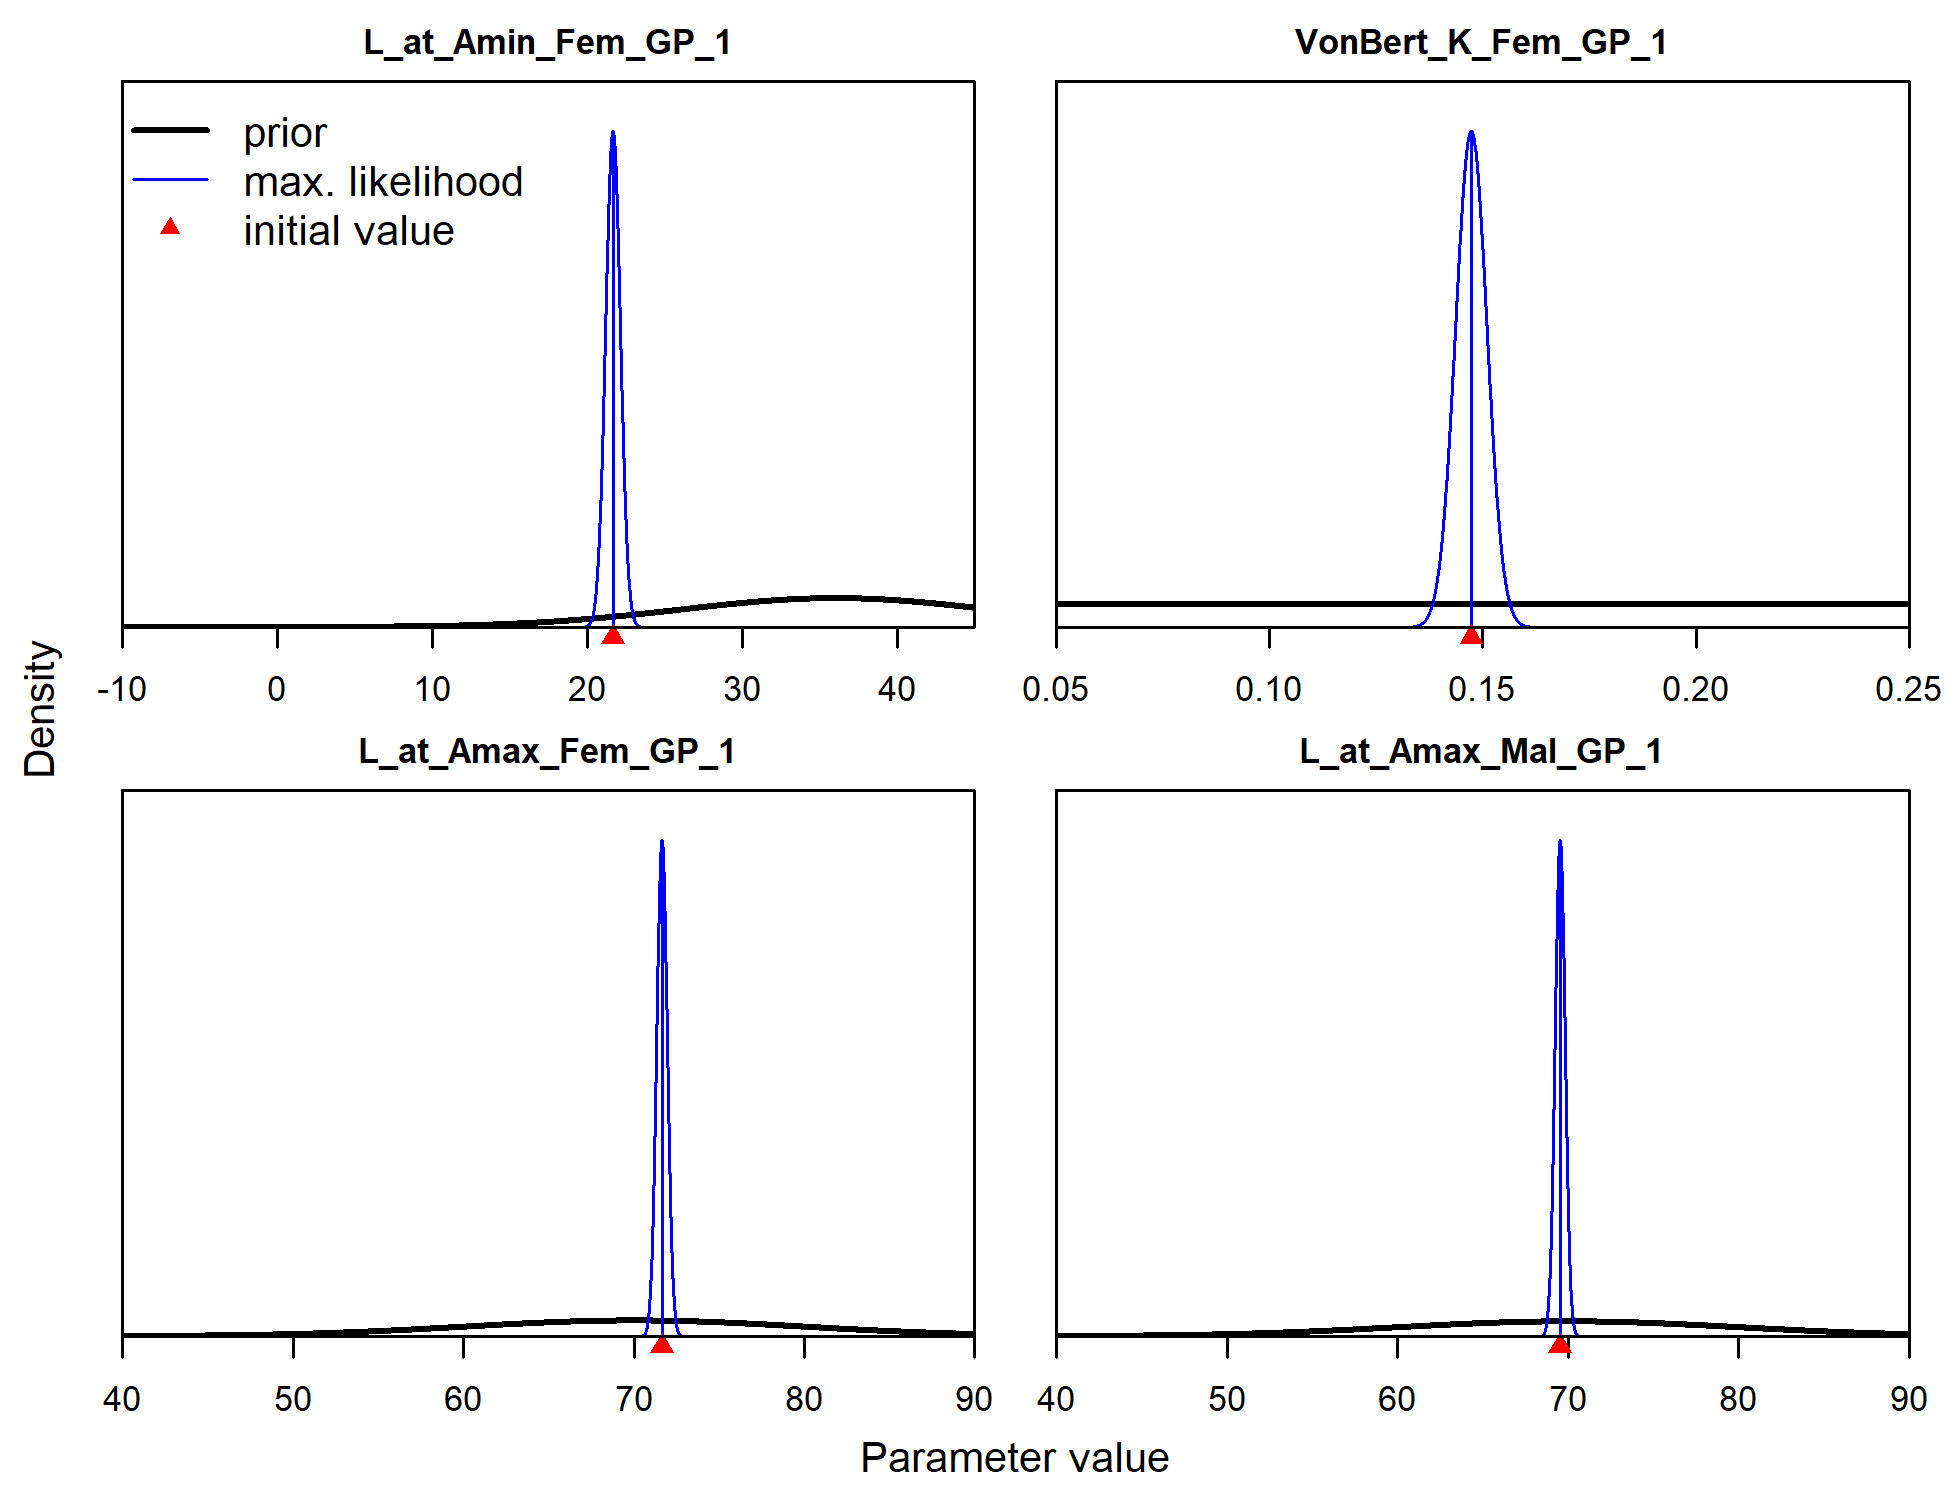 L_at_Amin_Fem_GP_1
VonBert_K_Fem_GP_1
prior
max. likelihood
initial value
-10 0 10 20 30 40
0.05 0.10 0.15 0.20 0.25
Density
L_at_Amax_Fem_GP_1
L_at_Amax_Mal_GP_1
40 50 60 70 80 90
40 50 60 70 80 90
Parameter value